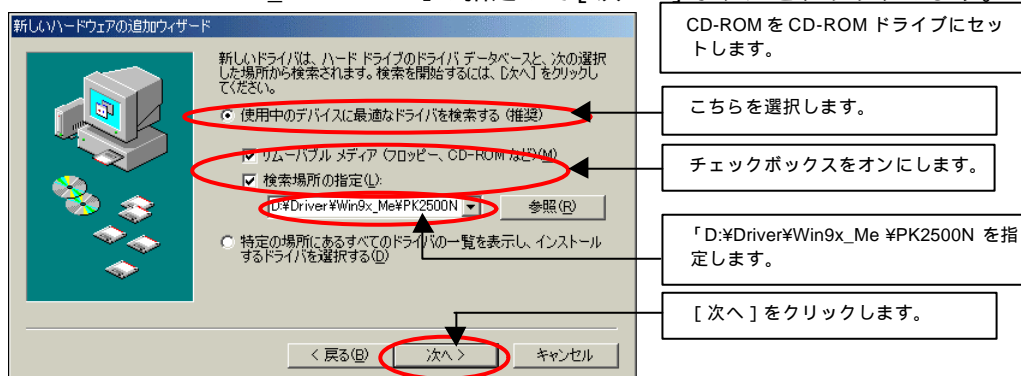 新しいハードウェアの追加ウィザード
新しいドライバは、ハード ドライブのドライバ データベースと、次の選択
した場所から検索されます。検索を開始するには、[次へ] をクリックし
てください。
使用中のデバイスに最適なドライバを検索する (推奨)
リムーバブル メディア (フロッピー、CD-ROM など)(M)
検索場所の指定(L):
D:¥Driver¥Win9x_Me¥PK2500N
参照(R)
特定の場所にあるすべてのドライバの一覧を表示し、インストール
するドライバを選択する(D)
< 戻る(B)
次へ >
キャンセル
CD-ROM を CD-ROM ドライブにセッ
トします。
こちらを選択します。
チェックボックスをオンにします。
「D:¥Driver¥Win9x_Me ¥PK2500N を指
定します。
[ 次へ ] をクリックします。